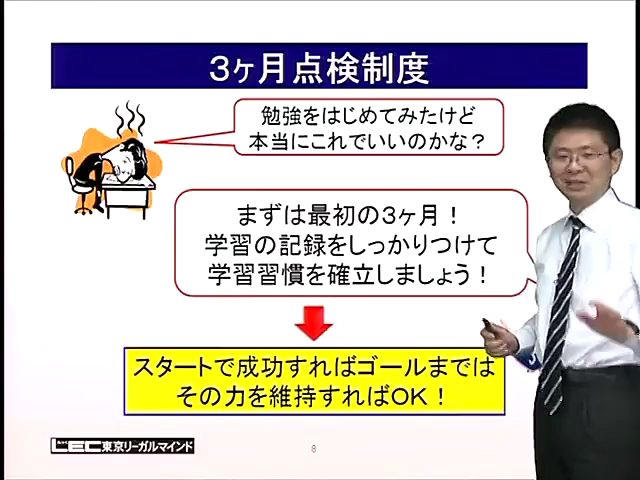 3ヶ月点検制度
勉強をはじめてみたけど
本当にこれでいいのかな？
まずは最初の3ヶ月！
学習の記録をしっかりつけて
学習習慣を確立しましょう！
スタートで成功すればゴールまでは
その力を維持すればOK！
LEC東京リーガルマインド
8